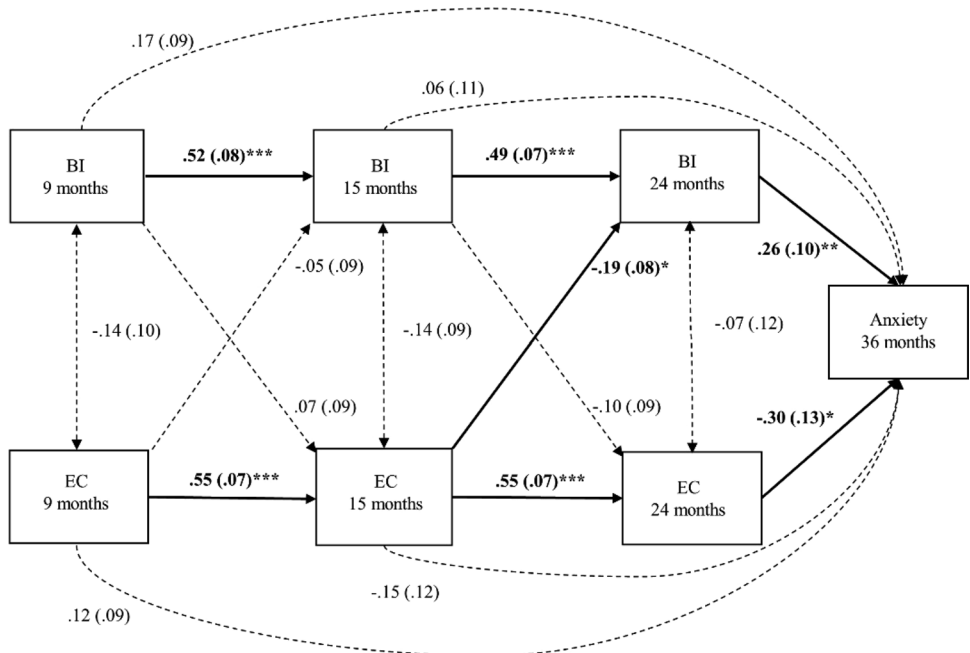 .17 (.09)
.06 (.11)
BI
9 months
.52 (.08)***
BI
15 months
.49 (.07)***
BI
24 months
-.05 (.09)
-.19 (.08)*
.26 (.10)**
-.14 (.10)
-.14 (.09)
-.07 (.12)
Anxiety
36 months
.07 (.09)
-.10 (.09)
-.30 (.13)*
EC
9 months
.55 (.07)***
EC
15 months
.55 (.07)***
EC
24 months
-.15 (.12)
.12 (.09)